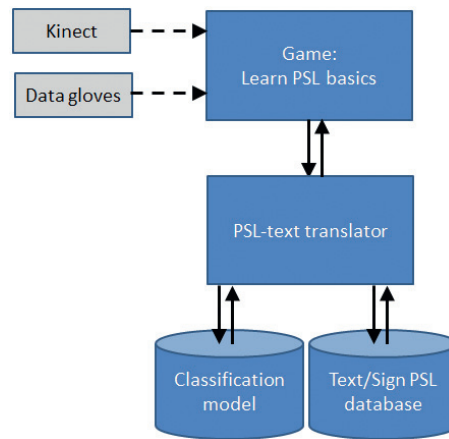 Kinect
Data gloves
Game:
Learn PSL basics
PSL-text translator
Classification
model
Text/Sign PSL
database